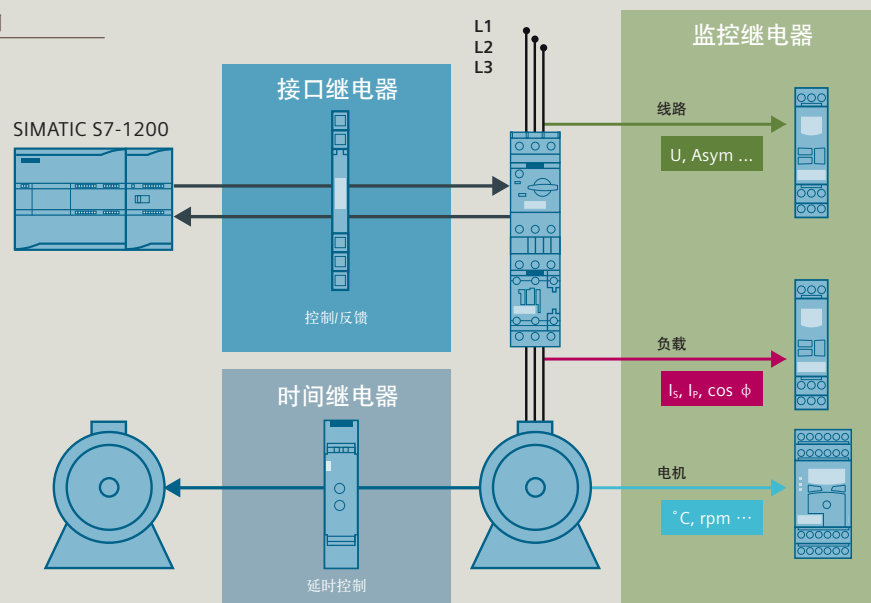 L1
L2
L3
监控继电器
接口继电器
线路
SIMATIC S7-1200
U, Asym ...
控制/反馈
负载
Is, Ip, cos φ
时间继电器
电机
°C, rpm ···
延时控制